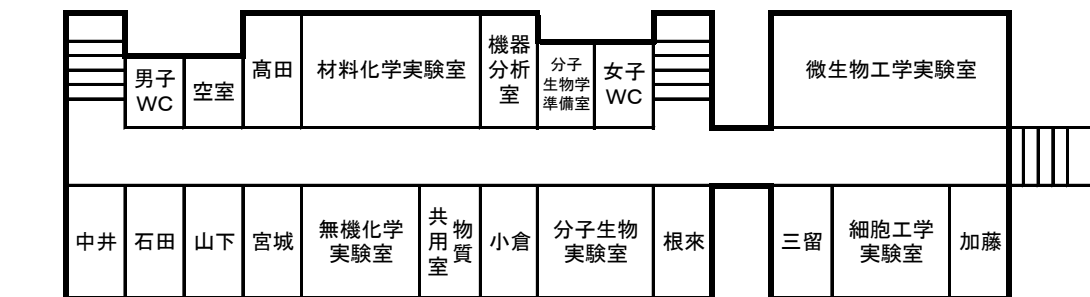 男子
WC
空室
髙田
材料化学実験室
機器
分析
室
分子
生物学
準備室
女子
WC
微生物工学実験室
中井
石田
山下
宮城
無機化学
実験室
物質
共用室
小倉
分子生物
実験室
根來
三留
細胞工学
実験室
加藤